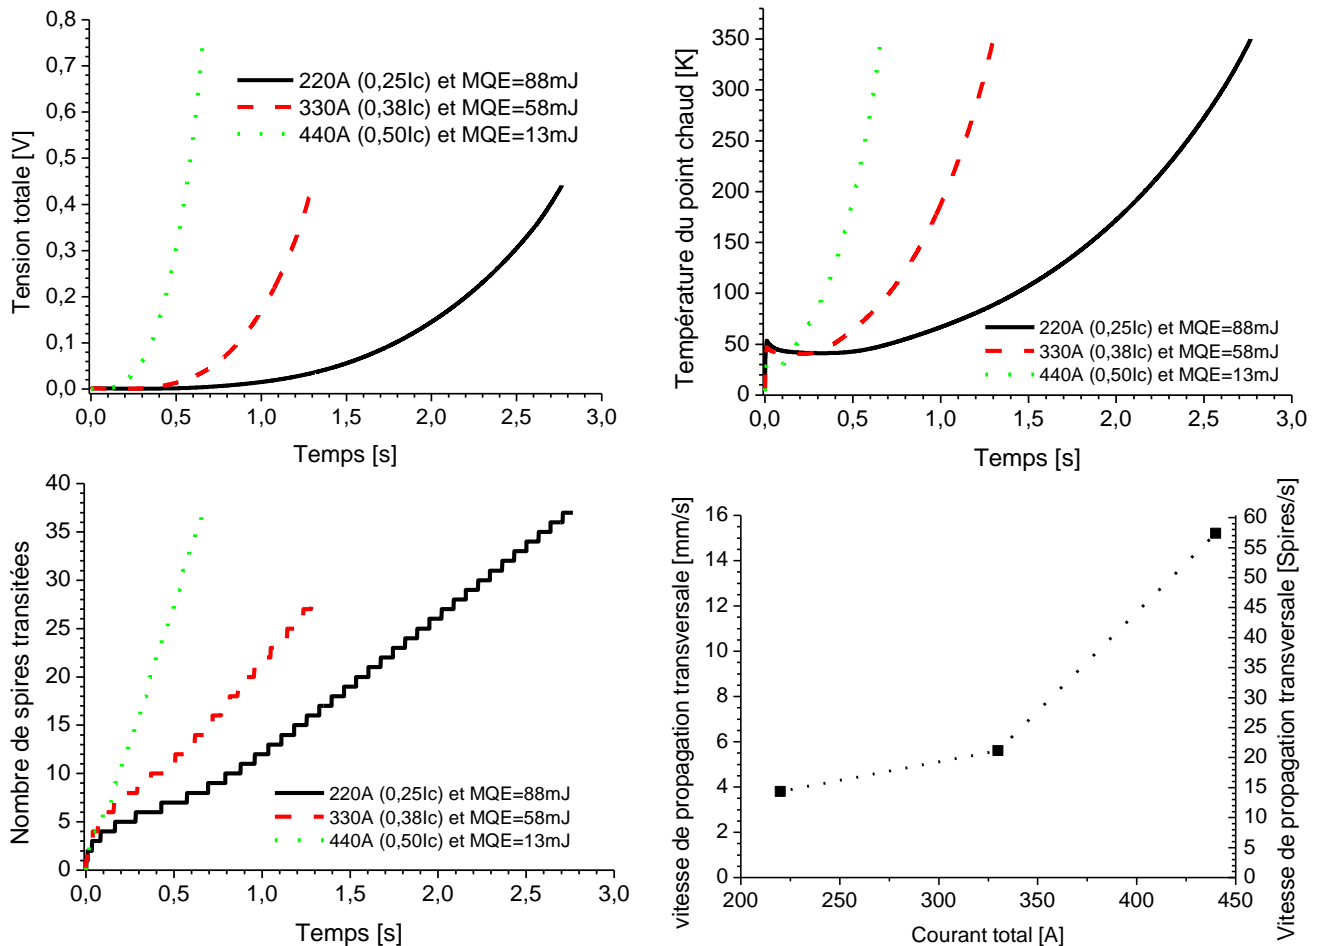 0,8
0,7
0,6
0,5
0,4
0,3
0,2
0,1
0,0
Tension totale [V]
220A (0,25Ic) et MQE=88mJ
330A (0,38Ic) et MQE=58mJ
440A (0,50Ic) et MQE=13mJ
0,0 0,5 1,0 1,5 2,0 2,5 3,0
Temps [s]
350
300
250
200
150
100
50
0
Température du point chaud [K]
220A (0,25Ic) et MQE=88mJ
330A (0,38Ic) et MQE=58mJ
440A (0,50Ic) et MQE=13mJ
0,0 0,5 1,0 1,5 2,0 2,5 3,0
Temps [s]
40
35
30
25
20
15
10
5
0
Nombre de spires transitées
220A (0,25Ic) et MQE=88mJ
330A (0,38Ic) et MQE=58mJ
440A (0,50Ic) et MQE=13mJ
0,0 0,5 1,0 1,5 2,0 2,5 3,0
Temps [s]
vitesse de propagation transversale [mm/s]
16
14
12
10
8
6
4
2
0
200 250 300 350 400 450
Courant total [A]
60
55
50
45
40
35
30
25
20
15
10
5
0
Vitesse de propagation transversale [Spires/s]